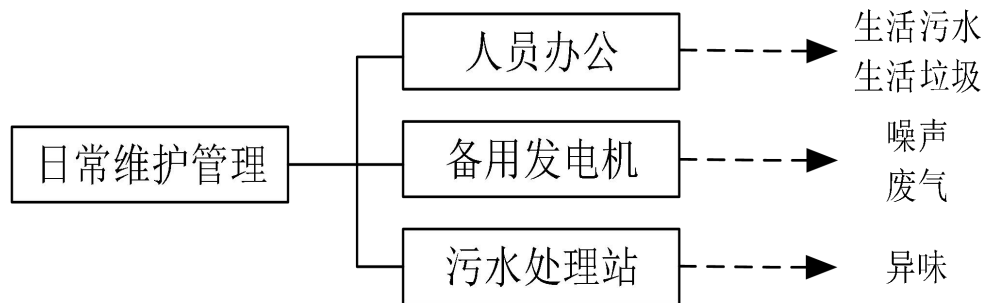 日常维护管理
人员办公
生活污水
生活垃圾
备用发电机
噪声
废气
污水处理站
异味